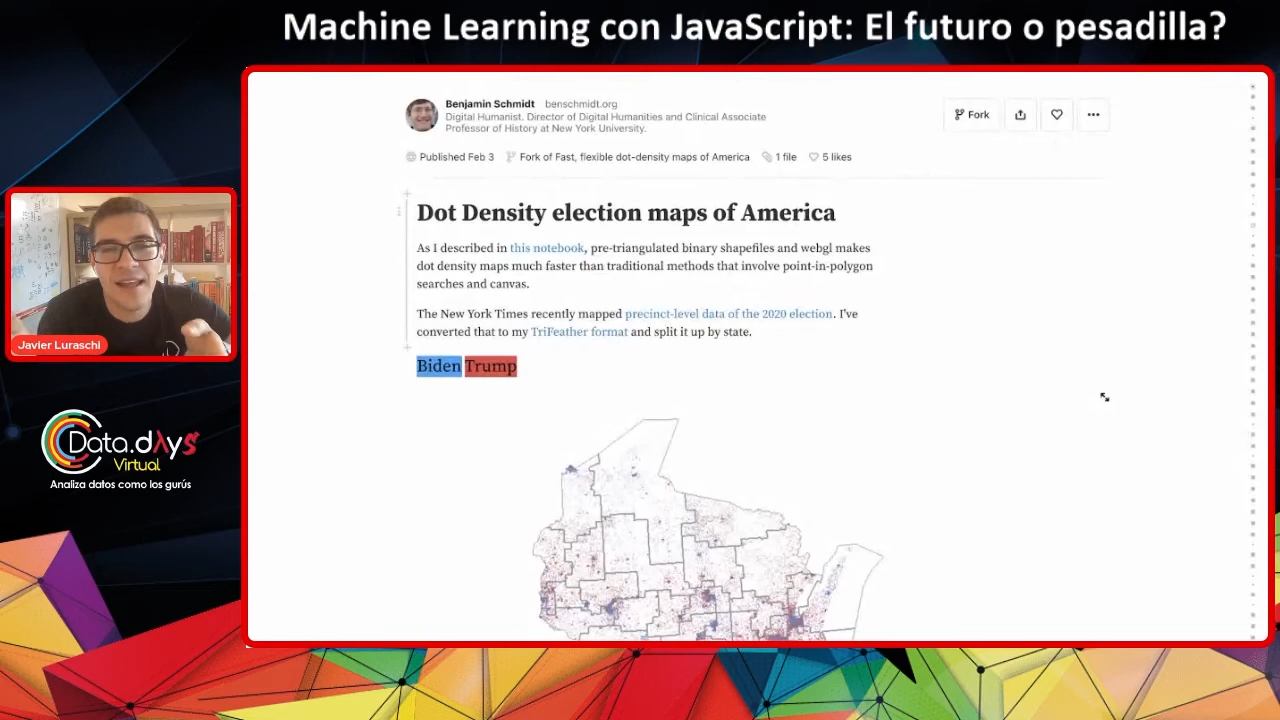 Machine Learning con JavaScript: El futuro o pesadilla?
Benjamin Schmidt benschmidt.org
Digital Humanist. Director of Digital Humanities and Clinical Associate
Professor of History at New York University.
Fork
Published Feb 3 Fork of Fast, flexible dot-density maps of America 1 file 5 likes
Dot Density election maps of America
As I described in this notebook, pre-triangulated binary shapefiles and webgl makes
dot density maps much faster than traditional methods that involve point-in-polygon
searches and canvas.
The New York Times recently mapped precinct-level data of the 2020 election. I've
converted that to my TriFeather format and split it up by state.
Biden Trump
Javier Luraschi
Data.dAys
Virtual
Analiza datos como los gurús